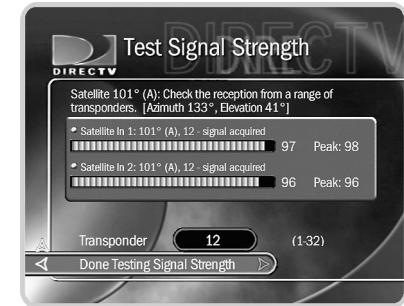 DIRECTV
DIRECTV
Test Signal Strength
Satellite 101° (A): Check the reception from a range of
transponders. [Azimuth 133°, Elevation 41°]
Satellite In 1: 101° (A), 12 - signal acquired
97 Peak: 98
Satellite In 2: 101° (A), 12 - signal acquired
96 Peak: 96
Transponder 12 (1-32)
Done Testing Signal Strength